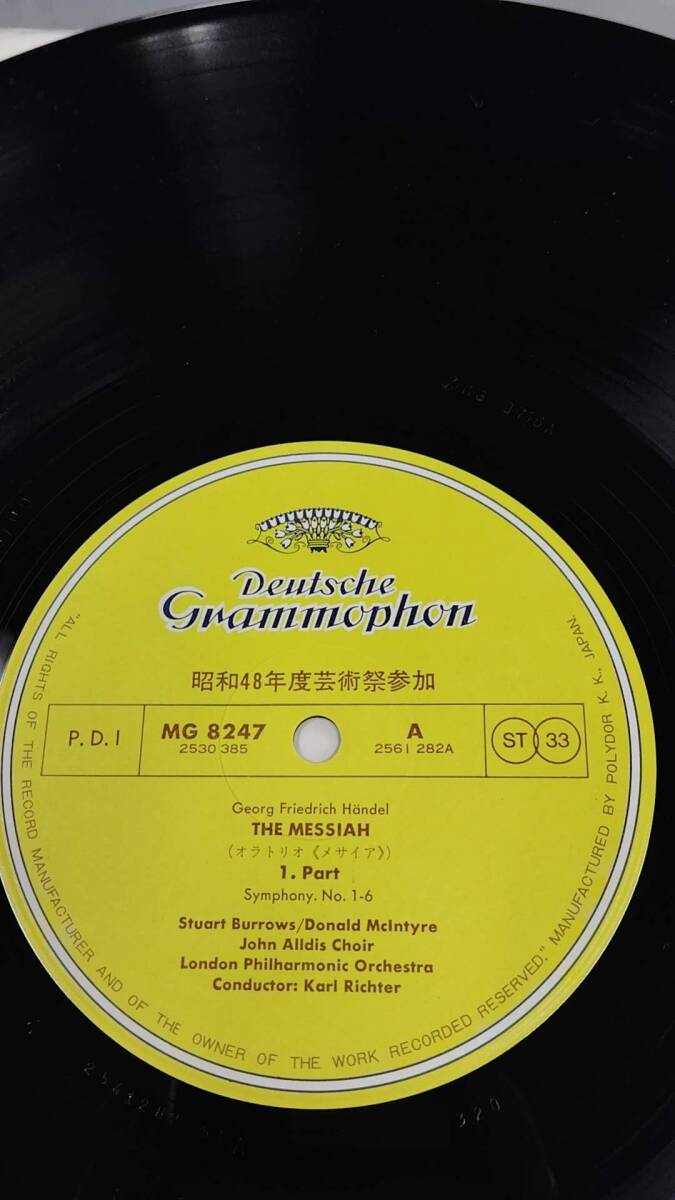 Deutsche
Grammophon
昭和48年度芸術祭参加
P.D.I
MG 8247
2530 385
A
2561 282A
ST 33
Georg Friedrich Händel
THE MESSIAH
(オラトリオ《メサイア》)
1. Part
Symphony. No. 1-6
Stuart Burrows/Donald McIntyre
John Alldis Choir
London Philharmonic Orchestra
Conductor: Karl Richter
"ALL RIGHTS OF THE RECORD MANUFACTURER AND OF THE OWNER OF THE WORK RECORDED RESERVED." MANUFACTURED BY POLYDOR K. K., JAPAN.
320